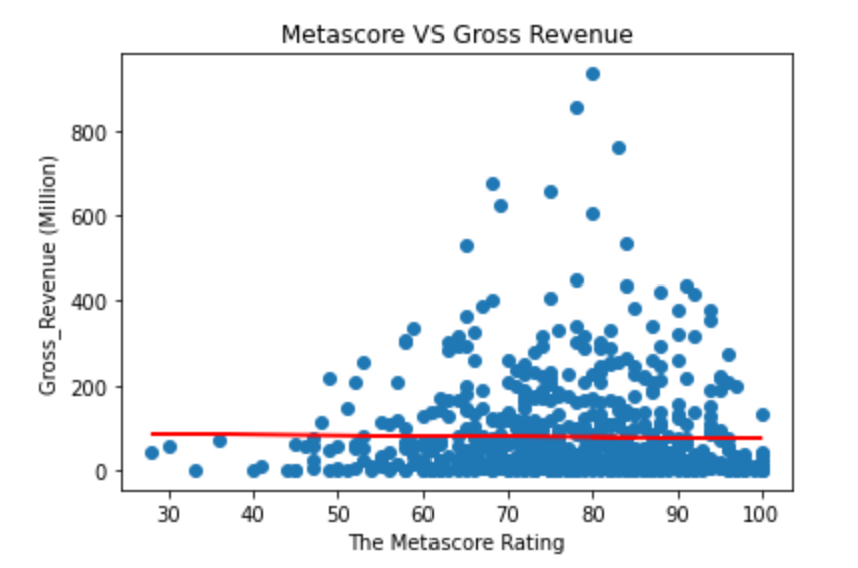 Metascore VS Gross Revenue
Gross_Revenue (Million)
800
600
400
200
0
30 40 50 60 70 80 90 100
The Metascore Rating